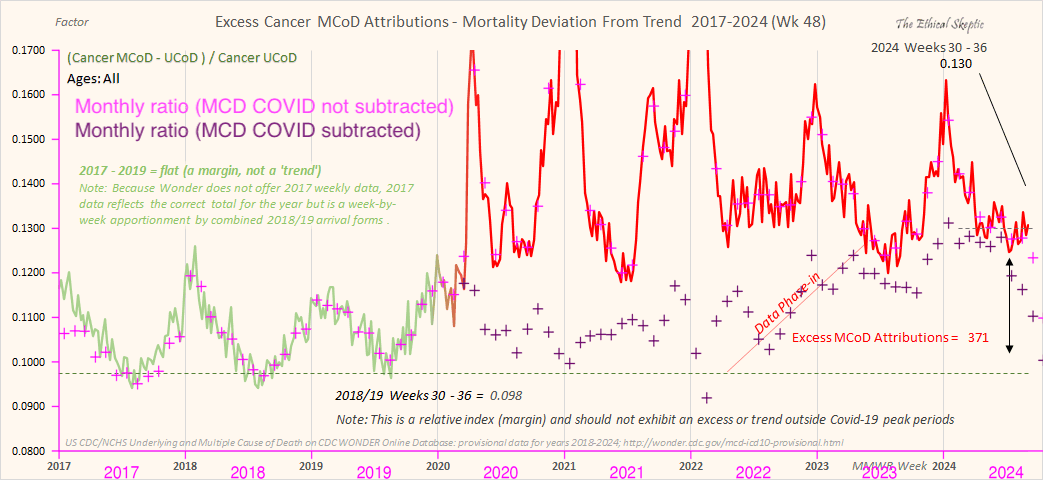 Factor
Excess Cancer MCoD Attributions - Mortality Deviation From Trend 2017-2024 (Wk 48)
The Ethical Skeptic
2024 Weeks 30 - 36
0.130
(Cancer MCoD - UCoD ) / Cancer UCoD
Ages: All
Monthly ratio (MCD COVID not subtracted)
Monthly ratio (MCD COVID subtracted)
2017 - 2019 = flat (a margin, not a 'trend')
Note: Because Wonder does not offer 2017 weekly data, 2017
data reflects the correct total for the year but is a week-by-
week apportionment by combined 2018/19 arrival forms .
0.1700
0.1600
0.1500
0.1400
0.1300
0.1200
0.1100
0.1000
0.0900
0.0800
Data Phase-in
Excess MCoD Attributions = 371
2018/19 Weeks 30 - 36 = 0.098
Note: This is a relative index (margin) and should not exhibit an excess or trend outside Covid-19 peak periods
US CDC/NCHS Underlying and Multiple Cause of Death on CDC WONDER Online Database: provisional data for years 2018-2024; http://wonder.cdc.gov/mcd-icd10-provisional.html
2017 2018 2019 2020 2021 2022 2023 MMWR Week 2024
2017 2018 2019 2020 2021 2022 2023 2024